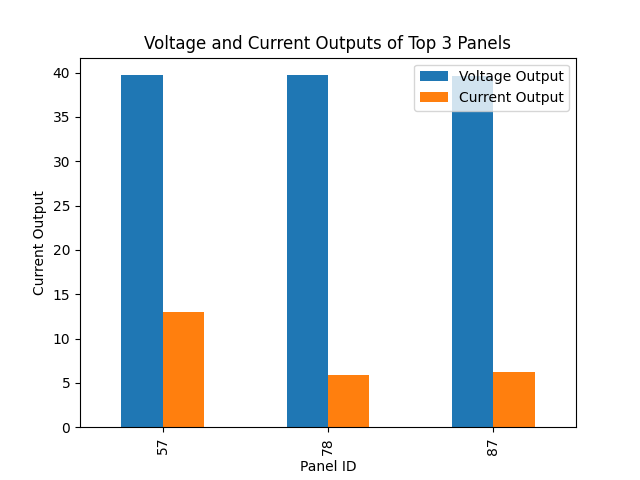 Voltage and Current Outputs of Top 3 Panels
Voltage Output
Current Output
40
35
30
25
20
15
10
5
0
Current Output
57
78
87
Panel ID